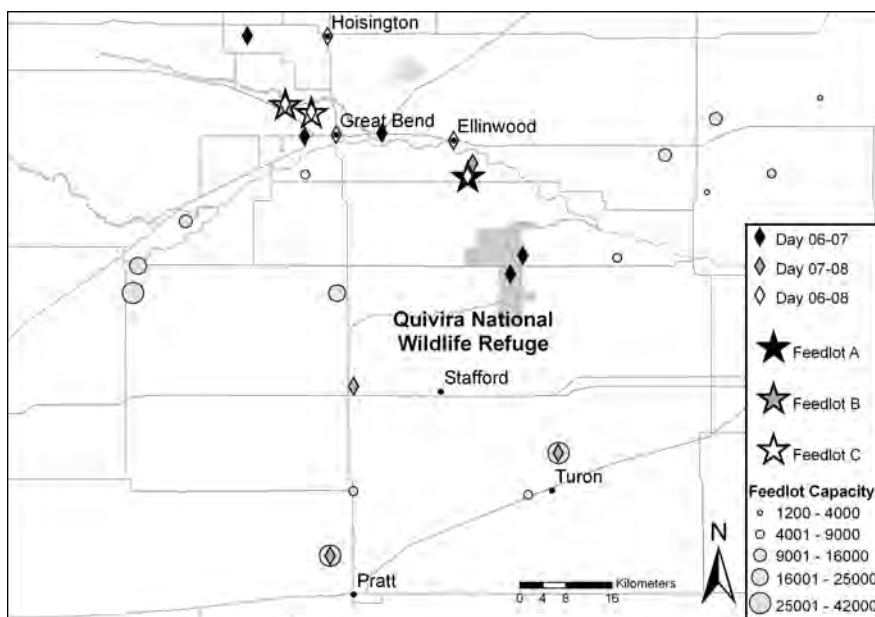 Hoisington
Great Bend
Ellinwood
Quivira National
Wildlife Refuge
Stafford
Turon
Pratt
Kilometers
0 4 8 16
N
Day 06-07
Day 07-08
Day 06-08
Feedlot A
Feedlot B
Feedlot C
Feedlot Capacity
1200 - 4000
4001 - 9000
9001 - 16000
16001 - 25000
25001 - 42000